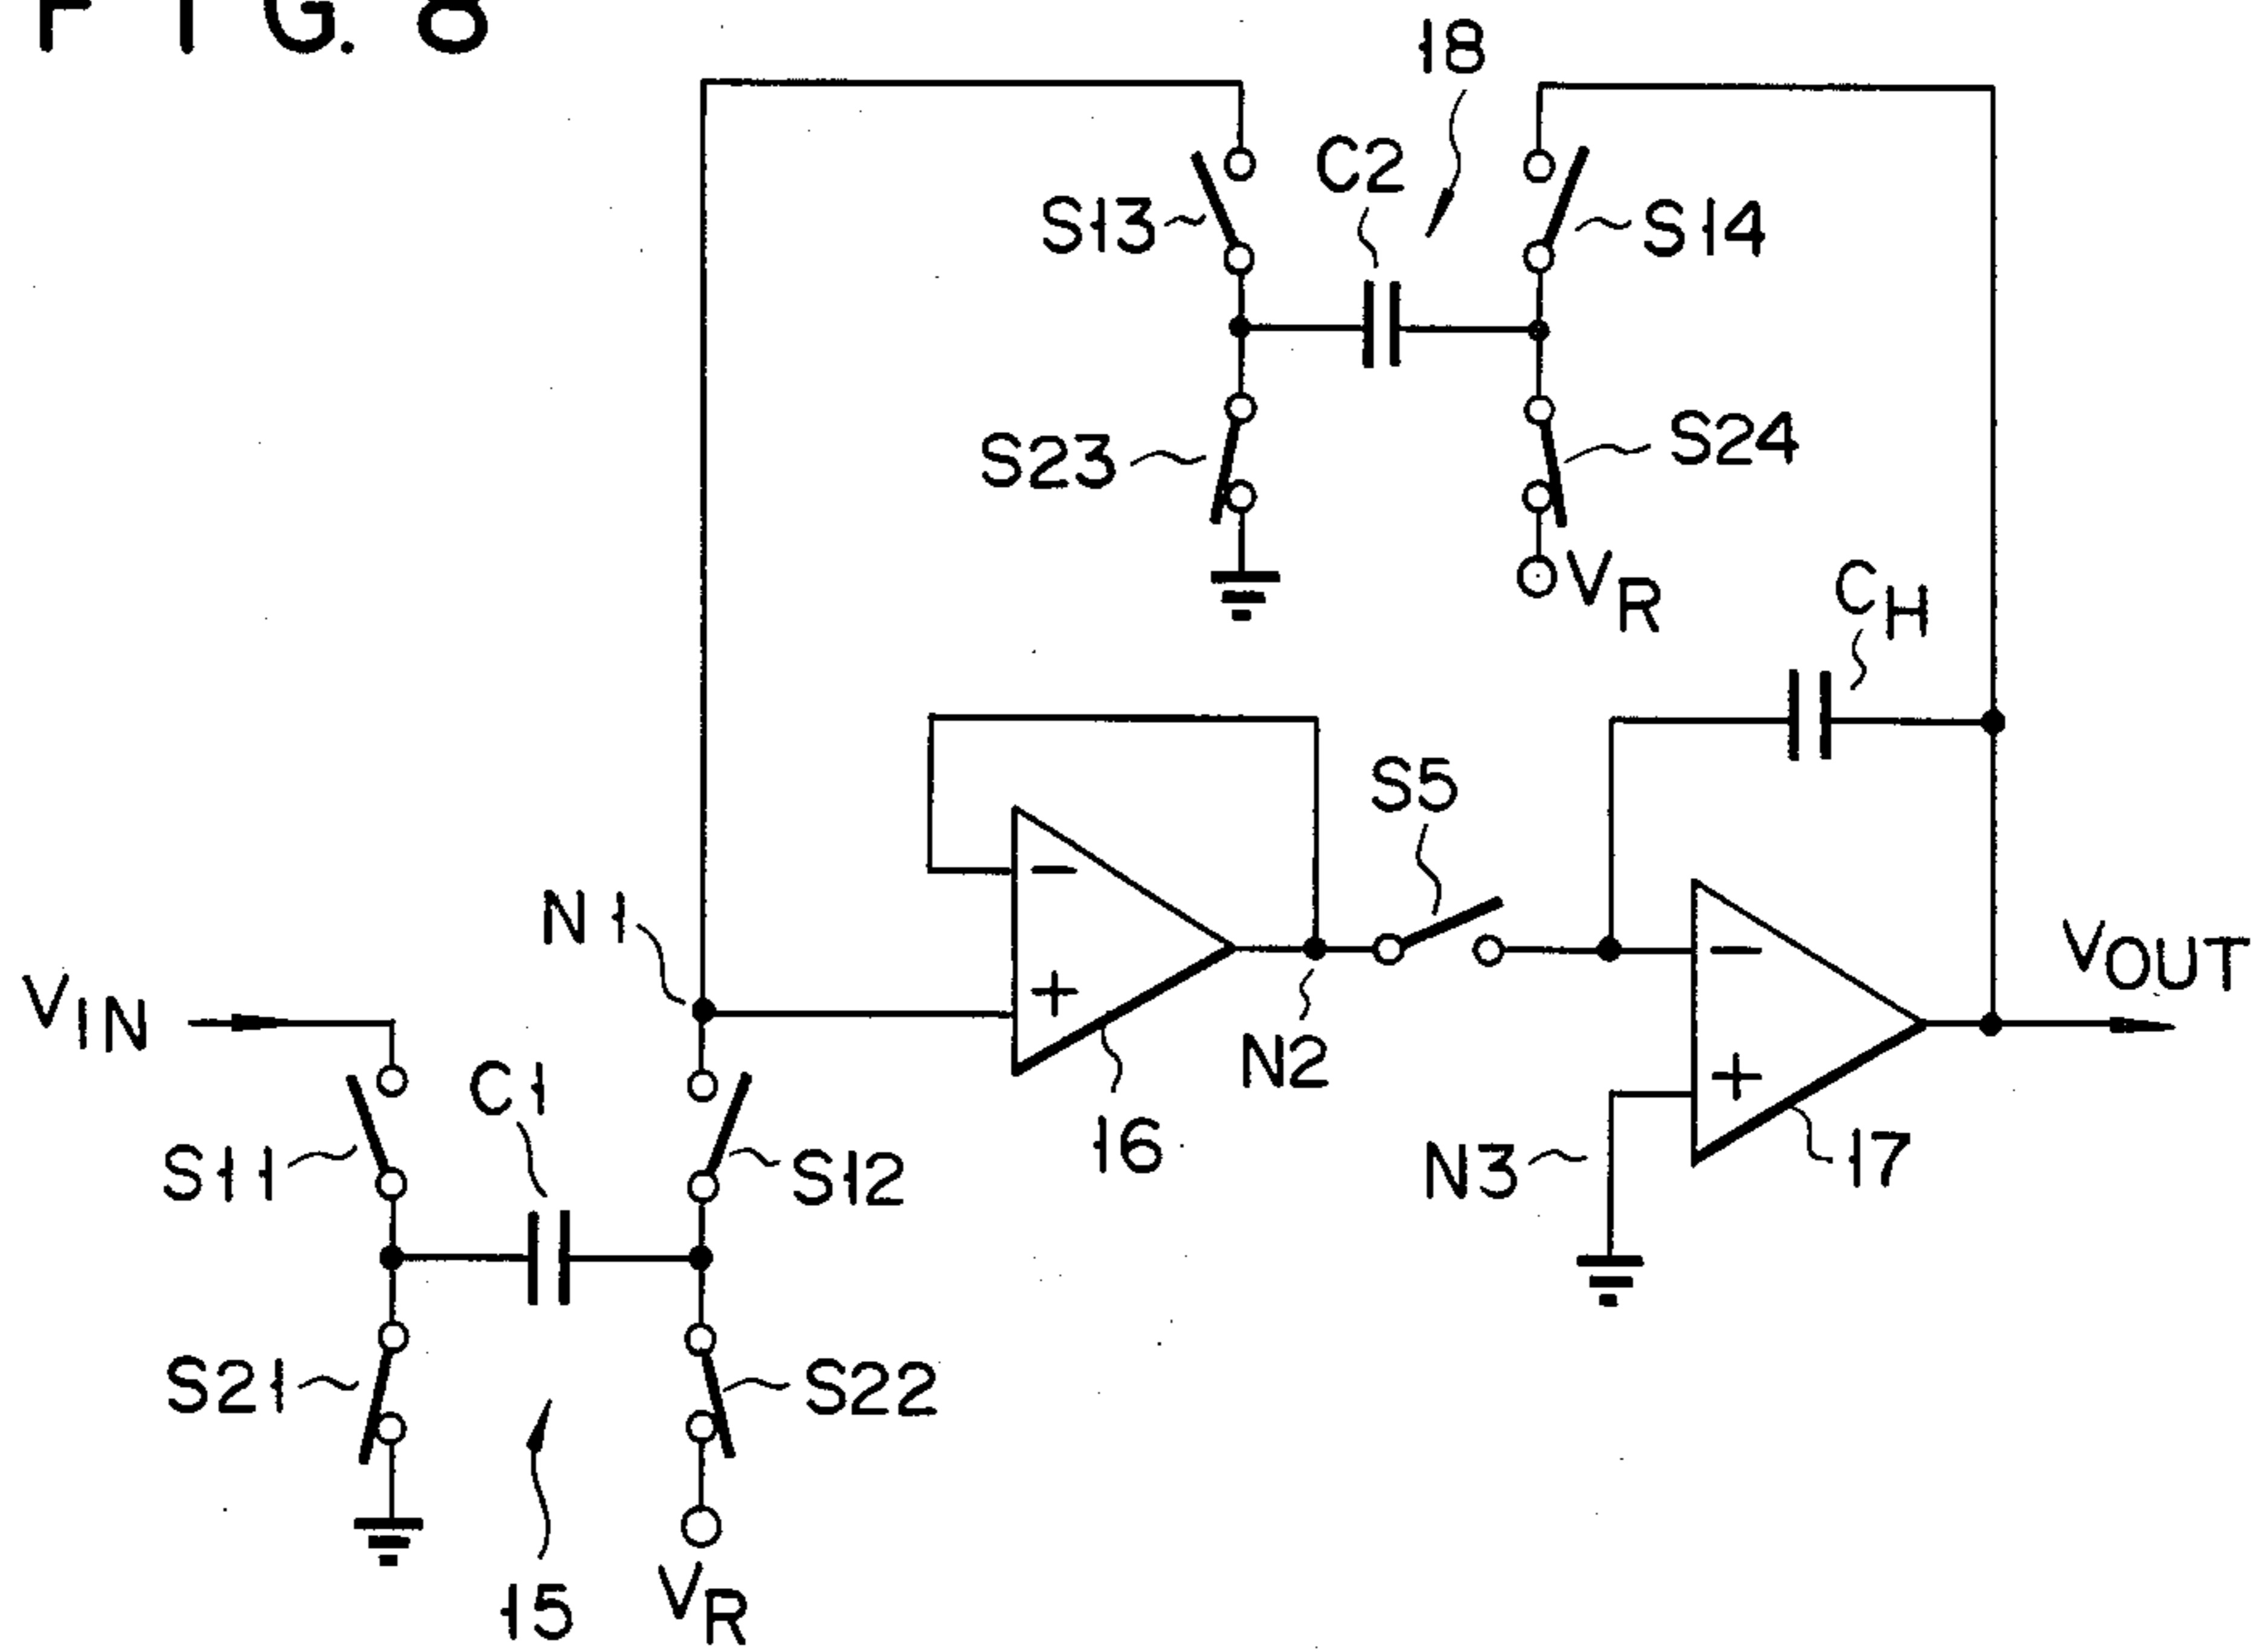 FIG. 8
18
C2
S13
S14
S23
S24
VR
CH
S5
N1
−
+
N2
16
−
+
N3
17
VOUT
VIN
C1
S11
S12
S21
S22
15
VR